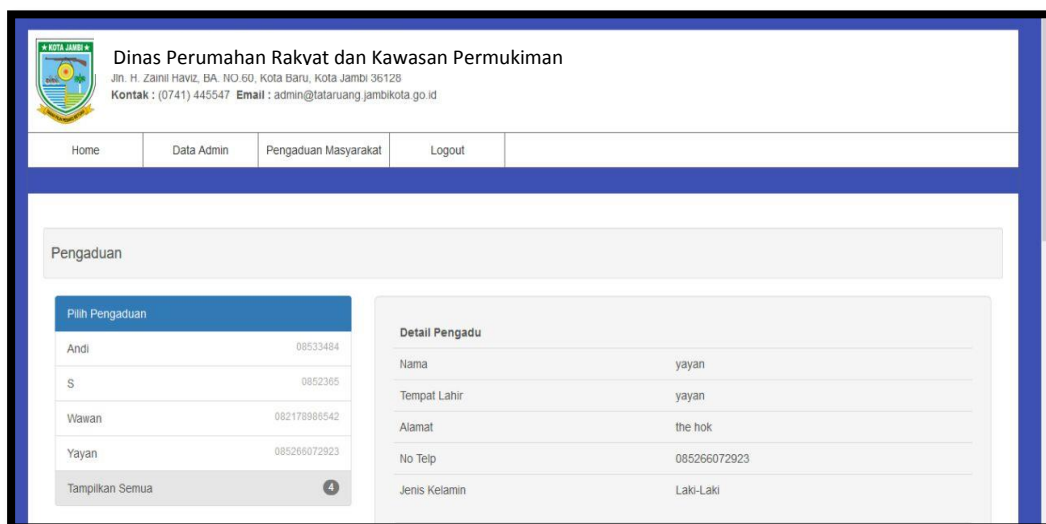 ★ KOTA JAMBI ★
Dinas Perumahan Rakyat dan Kawasan Permukiman
Jln. H. Zainil Haviz, BA. NO.60, Kota Baru, Kota Jambi 36128
Kontak : (0741) 445547 Email : admin@tataruang.jambikota.go.id
Home Data Admin Pengaduan Masyarakat Logout
Pengaduan
Pilih Pengaduan
Andi 08533484
S 0852365
Wawan 082178986542
Yayan 085266072923
Tampilkan Semua 4
Detail Pengadu
Nama yayan
Tempat Lahir yayan
Alamat the hok
No Telp 085266072923
Jenis Kelamin Laki-Laki